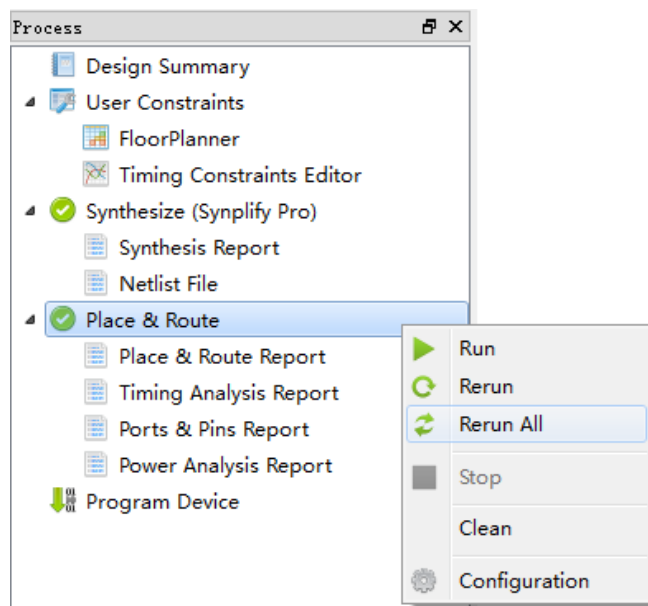 Process
Design Summary
User Constraints
FloorPlanner
Timing Constraints Editor
Synthesize (Synplify Pro)
Synthesis Report
Netlist File
Place & Route
Place & Route Report
Timing Analysis Report
Ports & Pins Report
Power Analysis Report
Program Device
Run
Rerun
Rerun All
Stop
Clean
Configuration